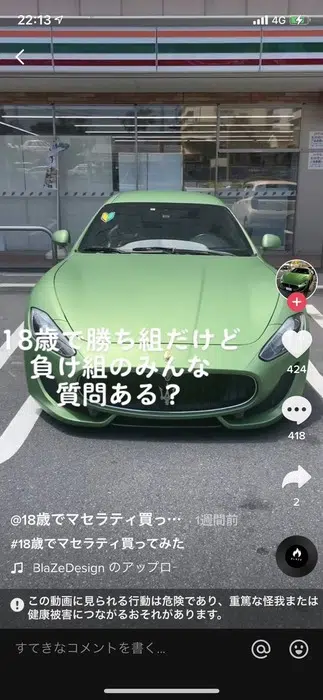 22:13
4G
18歳で勝ち組だけど
負け組のみんな
質問ある？
424
418
2
@18歳でマセラティ買っ…
1週間前
#18歳でマセラティ買ってみた
BlaZeDesign のアップロ
この動画に見られる行動は危険であり、重篤な怪我または
健康被害につながるおそれがあります。
すてきなコメントを書く...